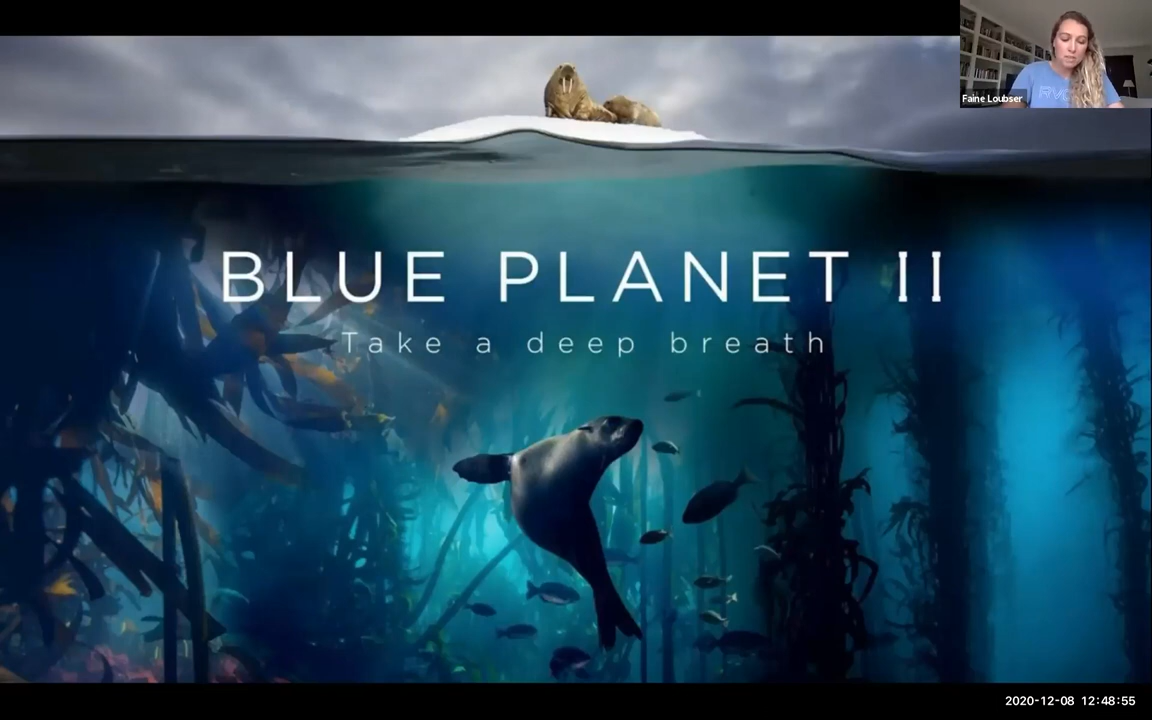 Faine Loubser
BLUE PLANET II
Take a deep breath
2020-12-08 12:48:55